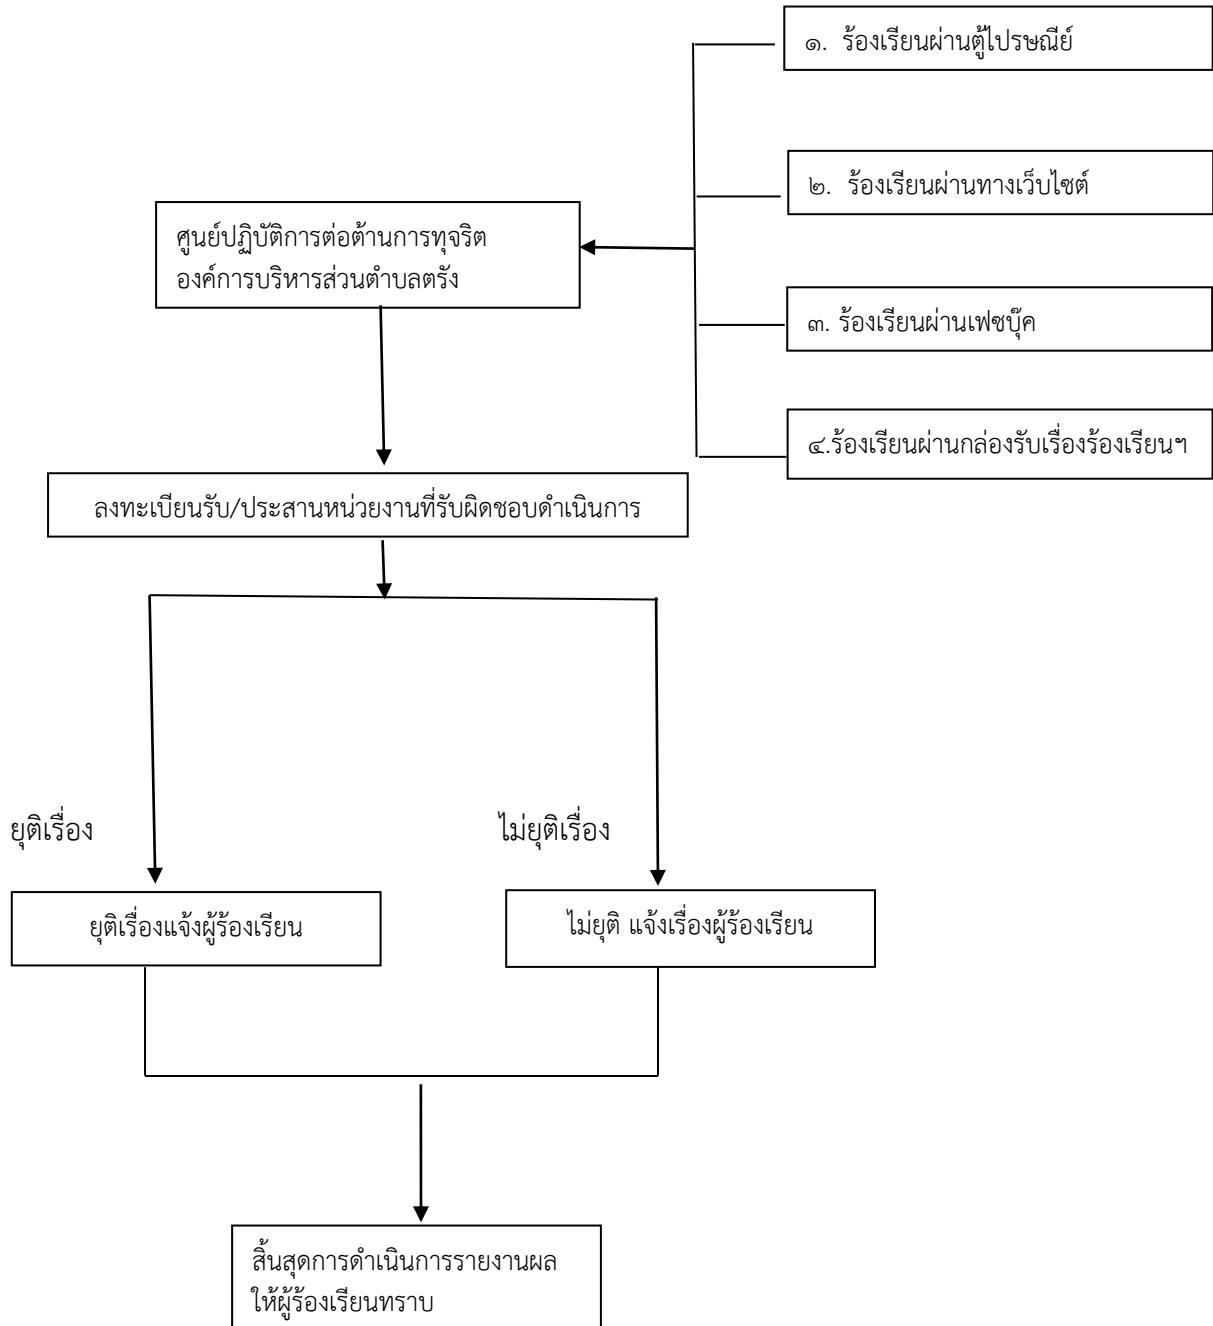 ๑. ร้องเรียนผ่านตู้ไปรษณีย์
๒. ร้องเรียนผ่านทางเว็บไซต์
ศูนย์ปฏิบัติการต่อต้านการทุจริต
องค์การบริหารส่วนตำบลตรัง
๓. ร้องเรียนผ่านเฟซบุ๊ค
๔.ร้องเรียนผ่านกล่องรับเรื่องร้องเรียนฯ
ลงทะเบียนรับ/ประสานหน่วยงานที่รับผิดชอบดำเนินการ
ยุติเรื่อง
ไม่ยุติเรื่อง
ยุติเรื่องแจ้งผู้ร้องเรียน
ไม่ยุติ แจ้งเรื่องผู้ร้องเรียน
สิ้นสุดการดำเนินการรายงานผล
ให้ผู้ร้องเรียนทราบ